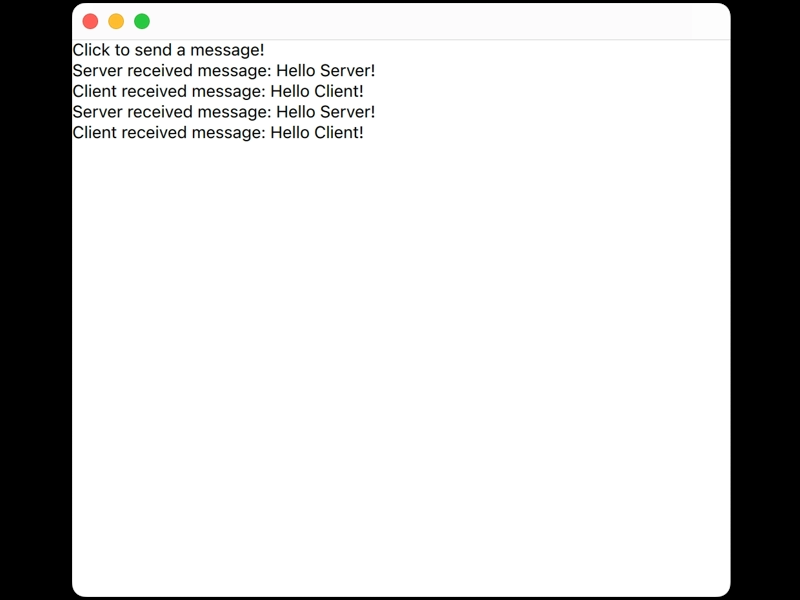 Click to send a message!
Server received message: Hello Server!
Client received message: Hello Client!
Server received message: Hello Server!
Client received message: Hello Client!